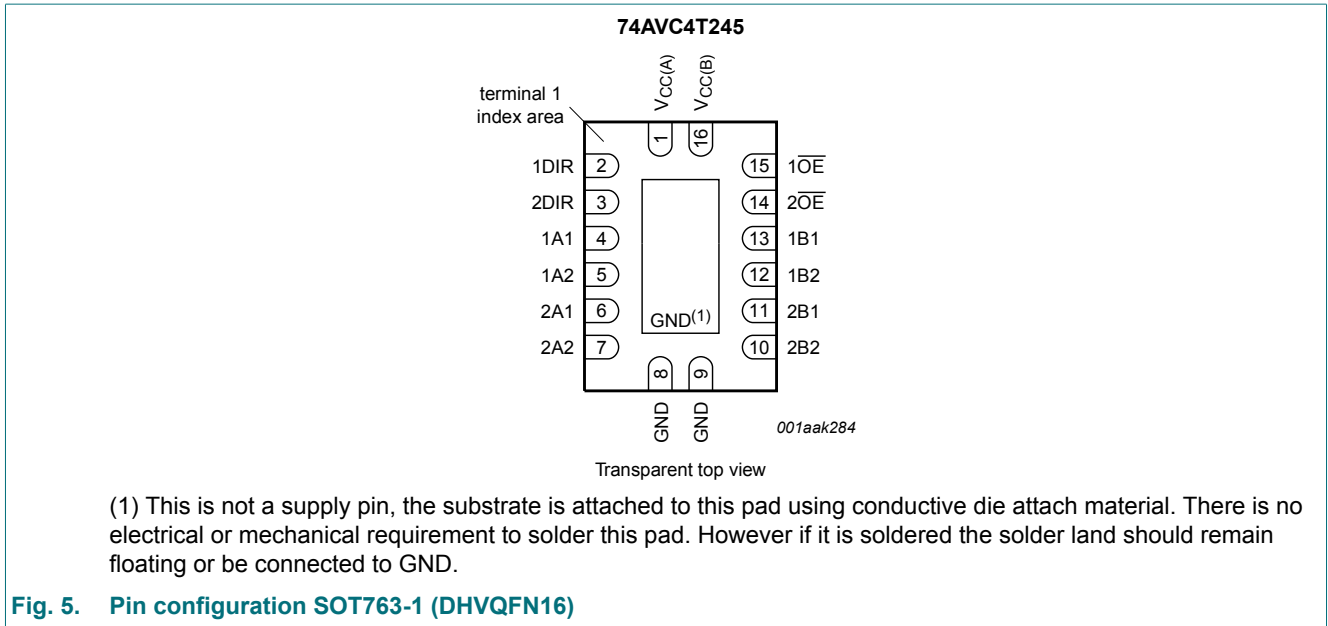 74AVC4T245
terminal 1
index area
VCC(A)
VCC(B)
1
16
1DIR 2
2DIR 3
1A1 4
1A2 5
2A1 6
2A2 7
15 1O̅E̅
14 2O̅E̅
13 1B1
12 1B2
11 2B1
10 2B2
GND(1)
8
9
GND
GND
001aak284
Transparent top view
(1) This is not a supply pin, the substrate is attached to this pad using conductive die attach material. There is no
electrical or mechanical requirement to solder this pad. However if it is soldered the solder land should remain
floating or be connected to GND.
Fig. 5. Pin configuration SOT763-1 (DHVQFN16)